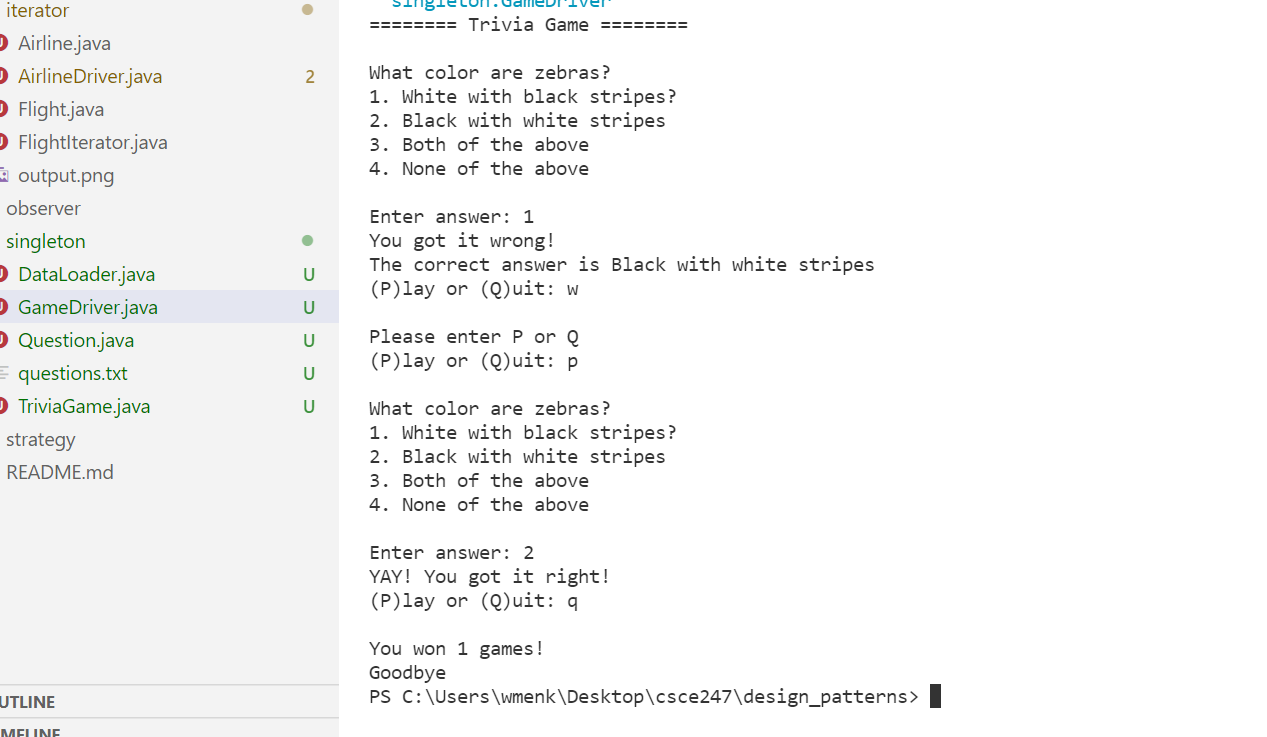 iterator
Airline.java
AirlineDriver.java 2
Flight.java
FlightIterator.java
output.png
observer
singleton
DataLoader.java U
GameDriver.java U
Question.java U
questions.txt U
TriviaGame.java U
strategy
README.md
UTLINE
MELINE
singleton.GameDriver
======== Trivia Game ========
What color are zebras?
1. White with black stripes?
2. Black with white stripes
3. Both of the above
4. None of the above
Enter answer: 1
You got it wrong!
The correct answer is Black with white stripes
(P)lay or (Q)uit: w
Please enter P or Q
(P)lay or (Q)uit: p
What color are zebras?
1. White with black stripes?
2. Black with white stripes
3. Both of the above
4. None of the above
Enter answer: 2
YAY! You got it right!
(P)lay or (Q)uit: q
You won 1 games!
Goodbye
PS C:\Users\wmenk\Desktop\csce247\design_patterns>